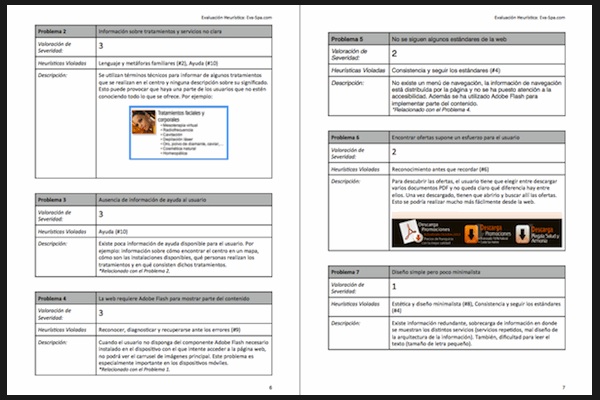 Evaluación Heurística: Eva-Spa.com
Problema 2 Información sobre tratamientos y servicios no clara
Valoración de
Severidad: 3
Heurísticas Violadas Lenguaje y metáforas familiares (#2), Ayuda (#10)
Descripción: Se utilizan términos técnicos para informar de algunos tratamientos
que se realizan en el centro y ninguna descripción sobre su significado.
Esto puede provocar que haya una parte de los usuarios que no estén
conociendo todo lo que se ofrece. Por ejemplo:
Tratamientos faciales y
corporales
• Mesoterapia virtual
• Radiofrecuencia
• Cavitación
• Depilación láser
• Oro, polvo de diamante, caviar,...
• Cosmética natural
• Homeopática
Problema 3 Ausencia de información de ayuda al usuario
Valoración de
Severidad: 3
Heurísticas Violadas Ayuda (#10)
Descripción: Existe poca información de ayuda disponible para el usuario. Por
ejemplo: información sobre cómo encontrar el centro en un mapa,
cómo son las instalaciones disponibles, qué personas realizan los
tratamientos y en qué consisten dichos tratamientos.
*Relacionado con el Problema 2.
Problema 4 La web requiere Adobe Flash para mostrar parte del contenido
Valoración de
Severidad: 3
Heurísticas Violadas Reconocer, diagnosticar y recuperarse ante los errores (#9)
Descripción: Cuando el usuario no disponga del componente Adobe Flash necesario
instalado en el dispositivo con el que intente acceder a la página web,
no podrá ver el carrusel de imágenes principal. Este problema es
especialmente importante en los dispositivos móviles.
*Relacionado con el Problema 1.
6
Evaluación Heurística: Eva-Spa.com
Problema 5 No se siguen algunos estándares de la web
Valoración de
Severidad: 2
Heurísticas Violadas Consistencia y seguir los estándares (#4)
Descripción: No existe un menú de navegación, la información de navegación
está distribuida por la página y no se ha puesto atención a la
accesibilidad. Además se ha utilizado Adobe Flash para
implementar parte del contenido.
*Relacionado con el Problema 4.
Problema 6 Encontrar ofertas supone un esfuerzo para el usuario
Valoración de
Severidad: 2
Heurísticas Violadas Reconocimiento antes que recordar (#6)
Descripción: Para descubrir las ofertas, el usuario tiene que elegir entre descargar
varios documentos PDF y no queda claro qué diferencia hay entre
ellos. Una vez descargado, tienen que abrirlo y buscar allí las ofertas.
Esto se podría realizar mucho más fácilmente desde la web.
Descarga
Promociones
Descarga
Promociones
Descarga
Regala Salud y
Armonía
Problema 7 Diseño simple pero poco minimalista
Valoración de
Severidad: 1
Heurísticas Violadas Estética y diseño minimalista (#8), Consistencia y seguir los estándares
(#4)
Descripción: Existe información redundante, sobrecarga de información en donde
se muestran los distintos servicios (servicios repetidos, mal diseño de
la arquitectura de la información). También, dificultad para leer el
texto (tamaño de letra pequeño).
7